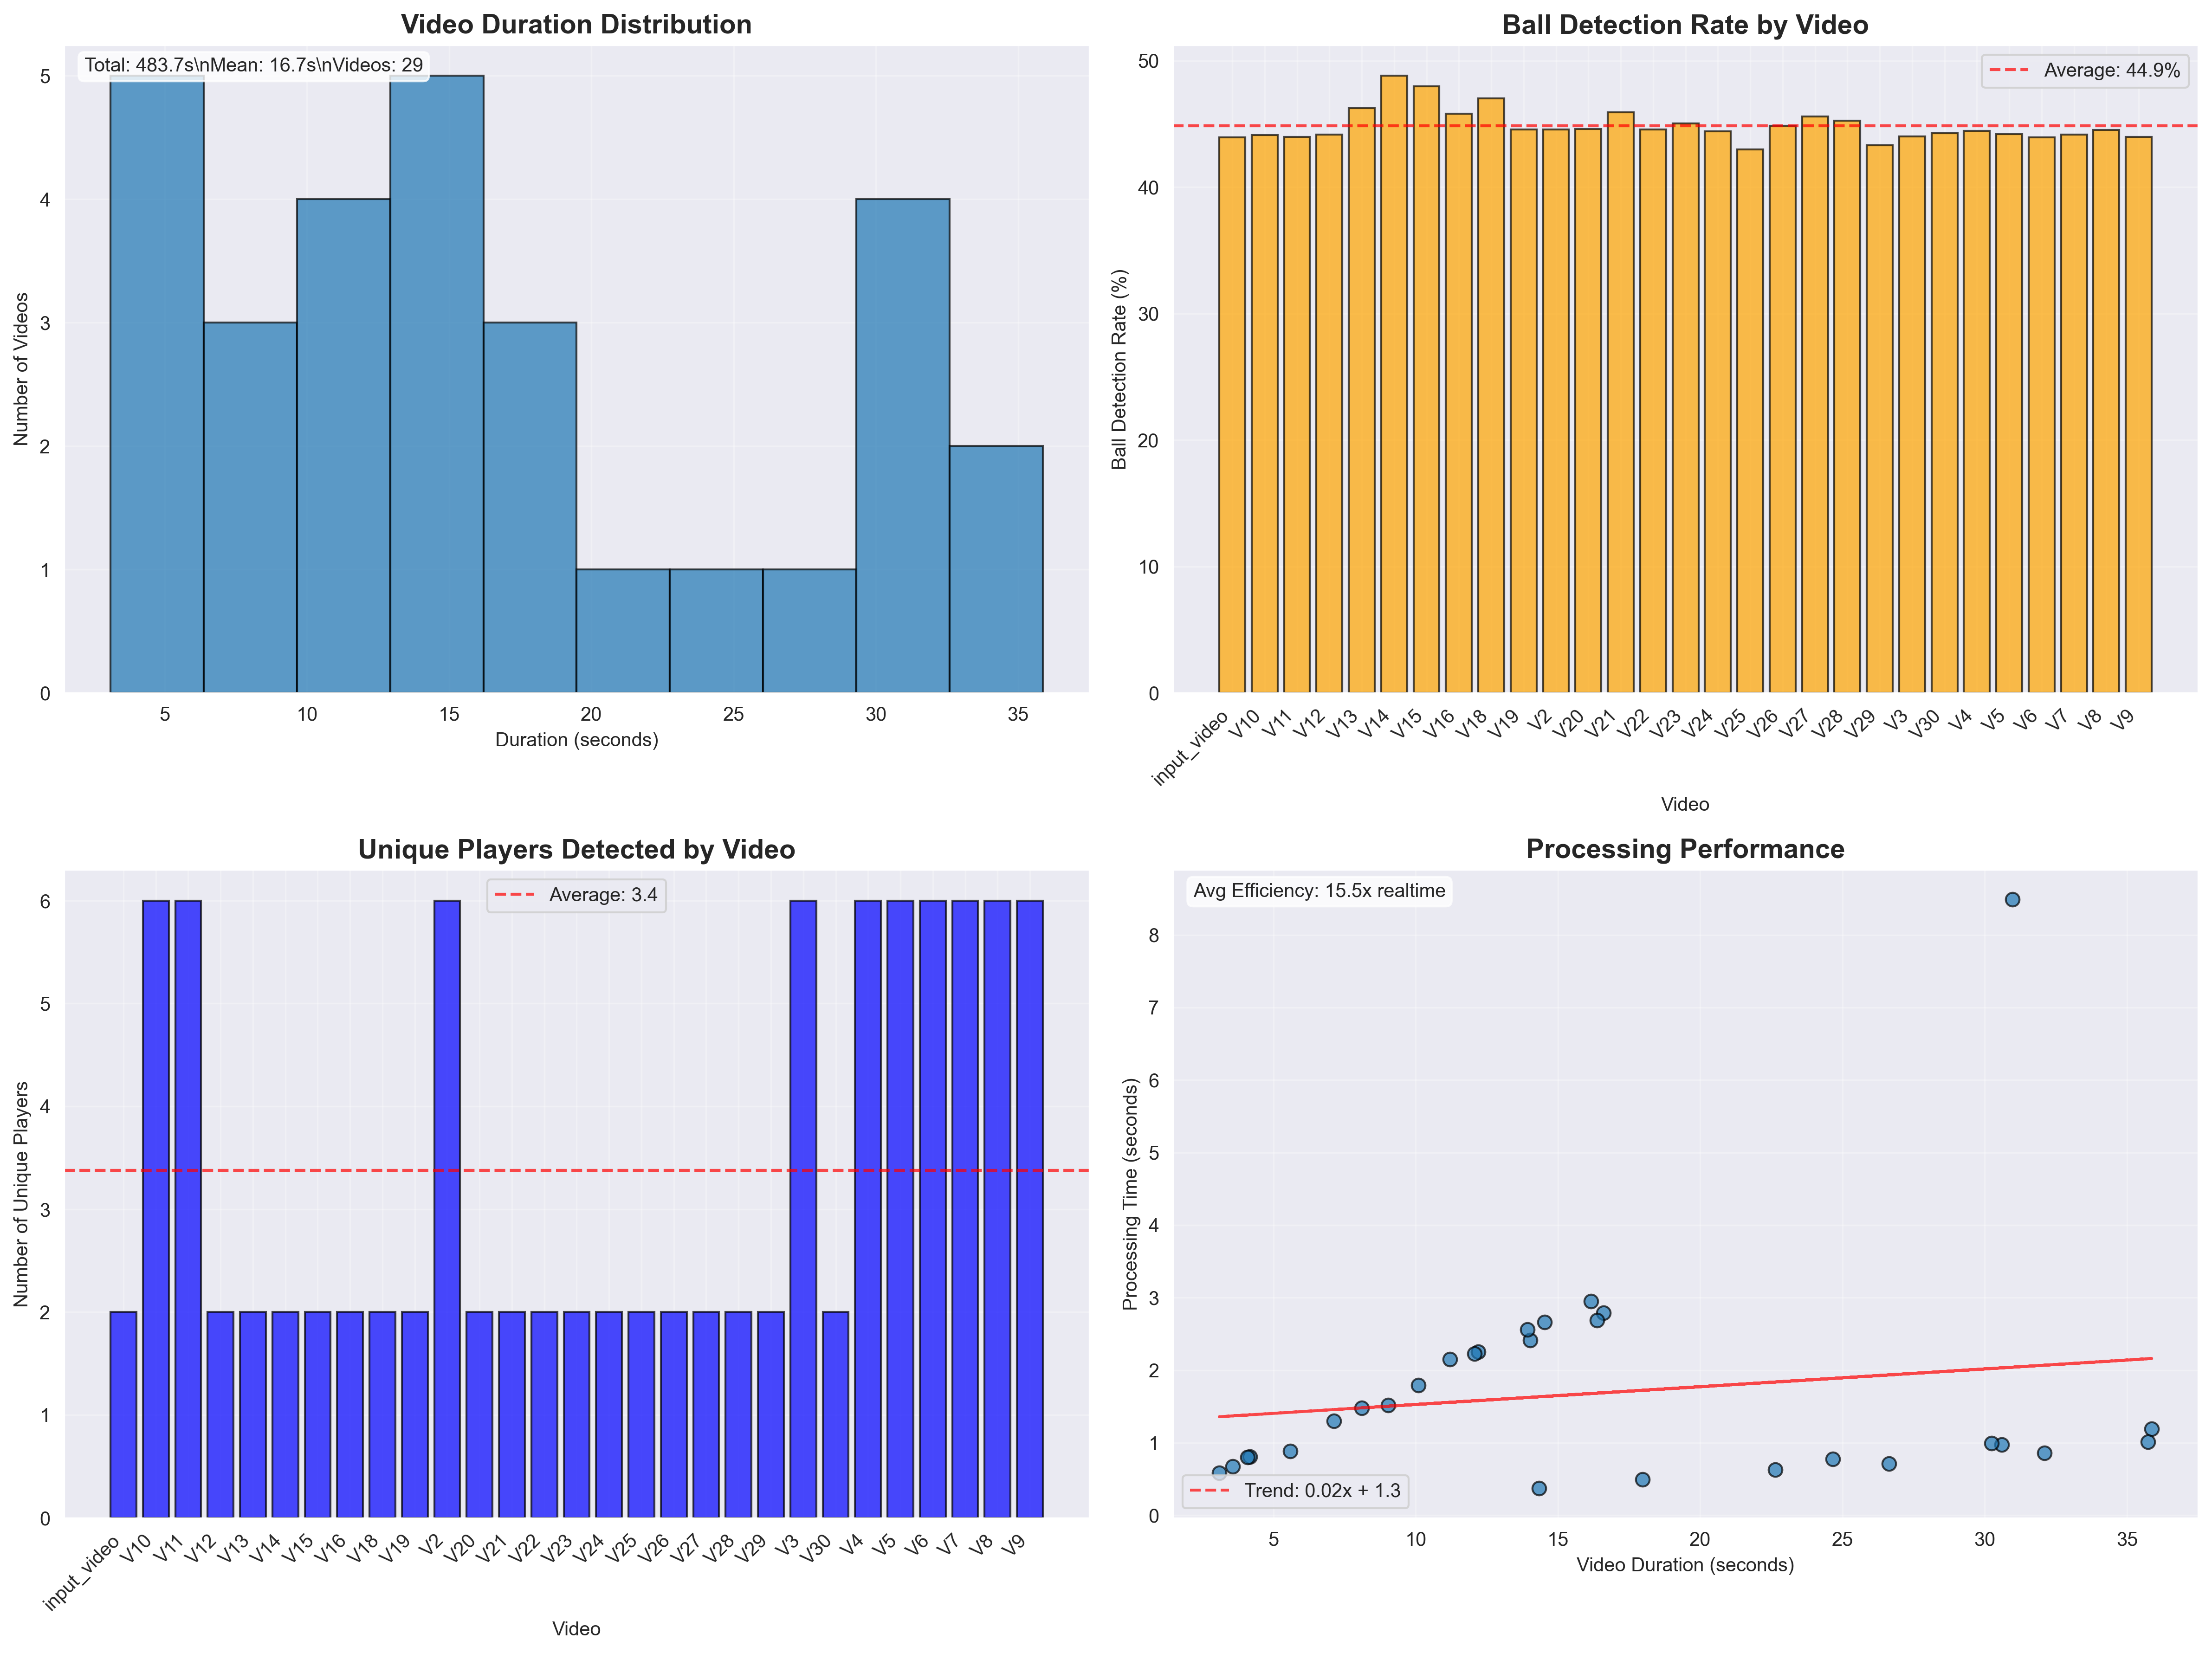 Video Duration Distribution
Total: 483.7s\nMean: 16.7s\nVideos: 29
Number of Videos
5
4
3
2
1
0
5 10 15 20 25 30 35
Duration (seconds)
Ball Detection Rate by Video
Average: 44.9%
Ball Detection Rate (%)
50
40
30
20
10
0
input_video V10 V11 V12 V13 V14 V15 V16 V18 V19 V2 V20 V21 V22 V23 V24 V25 V26 V27 V28 V29 V3 V30 V4 V5 V6 V7 V8 V9
Video
Unique Players Detected by Video
Average: 3.4
Number of Unique Players
6
5
4
3
2
1
0
input_video V10 V11 V12 V13 V14 V15 V16 V18 V19 V2 V20 V21 V22 V23 V24 V25 V26 V27 V28 V29 V3 V30 V4 V5 V6 V7 V8 V9
Video
Processing Performance
Avg Efficiency: 15.5x realtime
Processing Time (seconds)
8
7
6
5
4
3
2
1
0
Trend: 0.02x + 1.3
5 10 15 20 25 30 35
Video Duration (seconds)